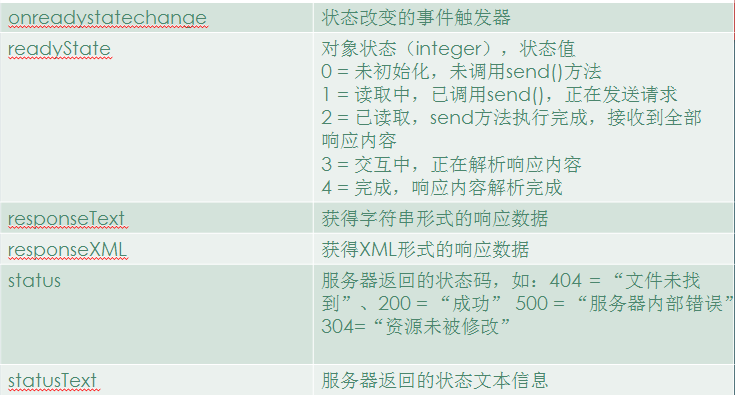 onreadystatechange 状态改变的事件触发器
readyState 对象状态（integer），状态值
0 = 未初始化，未调用send()方法
1 = 读取中，已调用send()，正在发送请求
2 = 已读取，send方法执行完成，接收到全部
响应内容
3 = 交互中，正在解析响应内容
4 = 完成，响应内容解析完成
responseText 获得字符串形式的响应数据
responseXML 获得XML形式的响应数据
status 服务器返回的状态码，如：404 = “文件未找
到”、200 = “成功” 500 = “服务器内部错误”
304=“资源未被修改”
statusText 服务器返回的状态文本信息